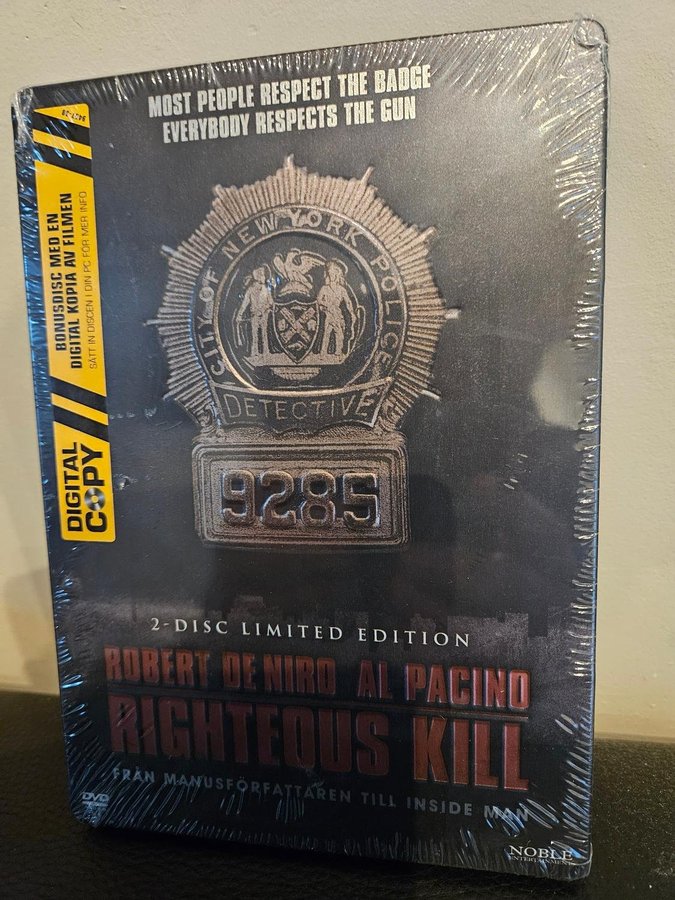 MOST PEOPLE RESPECT THE BADGE
EVERYBODY RESPECTS THE GUN
BONUSDISC MED EN
DIGITAL KOPIA AV FILMEN
SÄTT IN DISCEN I DIN PC FÖR MER INFO
DIGITAL
COPY
CITY OF NEW YORK POLICE
DETECTIVE
9285
2-DISC LIMITED EDITION
ROBERT DE NIRO AL PACINO
RIGHTEOUS KILL
FRÅN MANUSFÖRFATTAREN TILL INSIDE MAN
DVD
NOBLE
ENTERTAINMENT